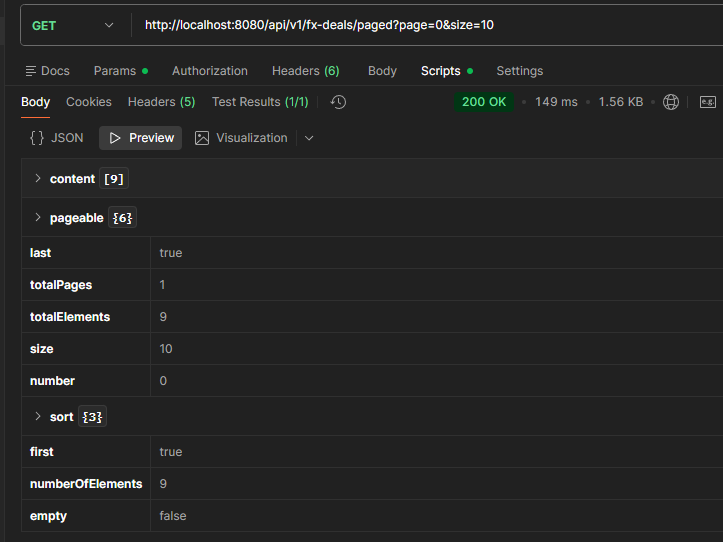 GET http://localhost:8080/api/v1/fx-deals/paged?page=0&size=10
Docs Params Authorization Headers (6) Body Scripts Settings
Body Cookies Headers (5) Test Results (1/1) 200 OK 149 ms 1.56 KB e.g.
{} JSON Preview Visualization
content [9]
pageable {6}
last true
totalPages 1
totalElements 9
size 10
number 0
sort {3}
first true
numberOfElements 9
empty false